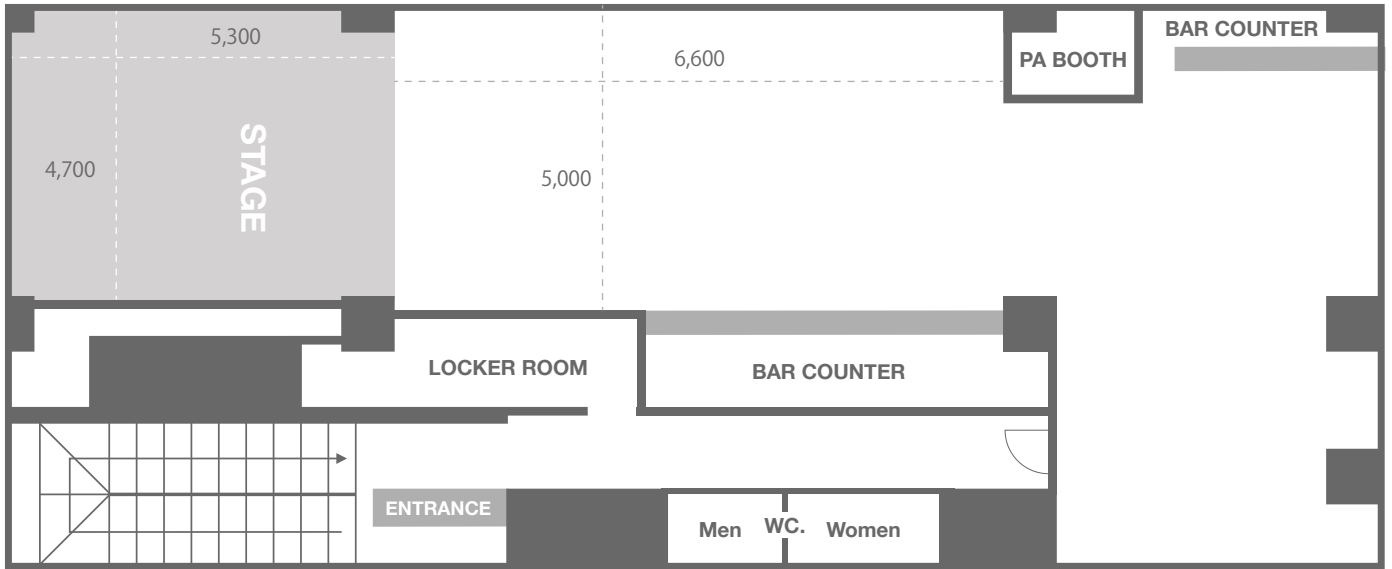 BAR COUNTER
5,300
6,600
PA BOOTH
STAGE
4,700
5,000
LOCKER ROOM
BAR COUNTER
ENTRANCE
Men
WC.
Women